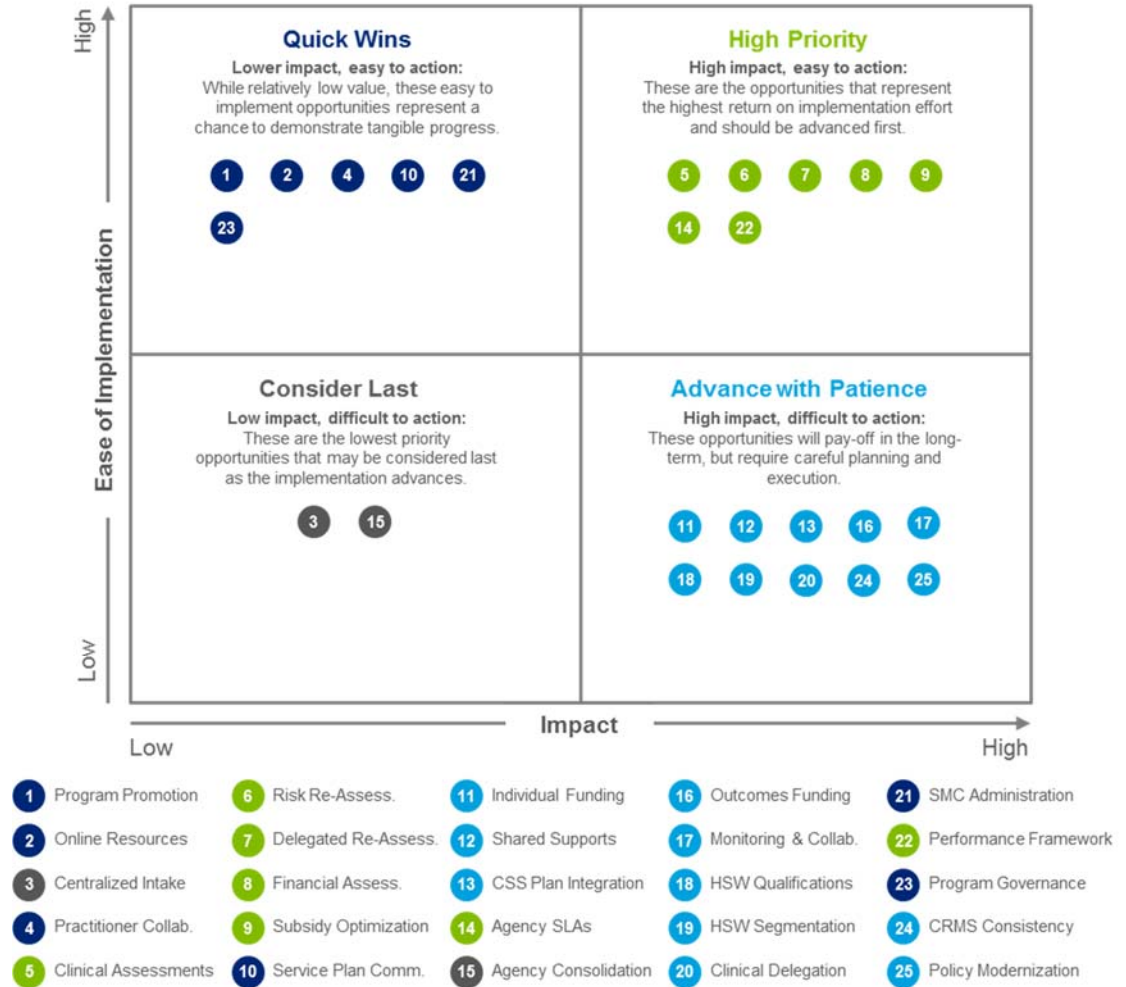 High
Ease of Implementation
Low
Quick Wins
Lower impact, easy to action:
While relatively low value, these easy to
implement opportunities represent a
chance to demonstrate tangible progress.
1 2 4 10 21
23
High Priority
High impact, easy to action:
These are the opportunities that represent
the highest return on implementation effort
and should be advanced first.
5 6 7 8 9
14 22
Consider Last
Low impact, difficult to action:
These are the lowest priority
opportunities that may be considered last
as the implementation advances.
3 15
Advance with Patience
High impact, difficult to action:
These opportunities will pay-off in the long-
term, but require careful planning and
execution.
11 12 13 16 17
18 19 20 24 25
Impact
Low
High
1 Program Promotion
2 Online Resources
3 Centralized Intake
4 Practitioner Collab.
5 Clinical Assessments
6 Risk Re-Assess.
7 Delegated Re-Assess.
8 Financial Assess.
9 Subsidy Optimization
10 Service Plan Comm.
11 Individual Funding
12 Shared Supports
13 CSS Plan Integration
14 Agency SLAs
15 Agency Consolidation
16 Outcomes Funding
17 Monitoring & Collab.
18 HSW Qualifications
19 HSW Segmentation
20 Clinical Delegation
21 SMC Administration
22 Performance Framework
23 Program Governance
24 CRMS Consistency
25 Policy Modernization